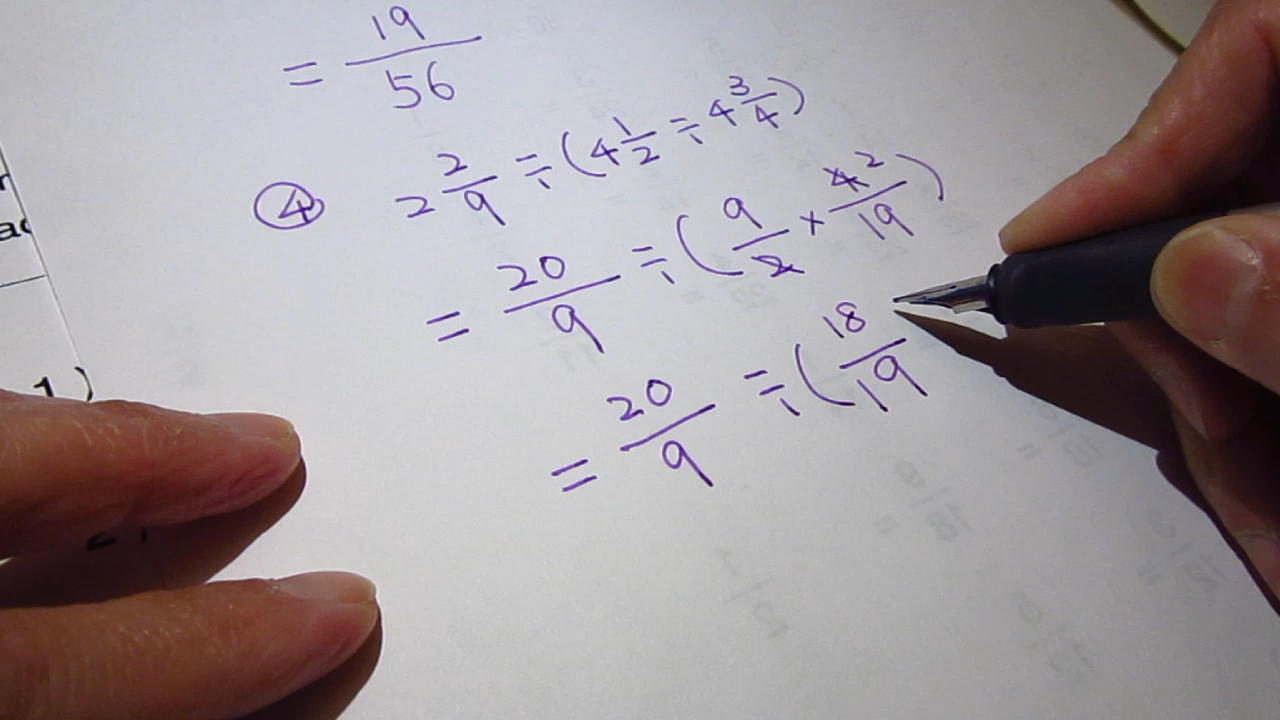 = 19/56
④ 2 2/9 ÷ (4 1/2 ÷ 4 3/4)
= 20/9 ÷ (9/2 × 4 2/19)
= 20/9 ÷ (18/19
1)